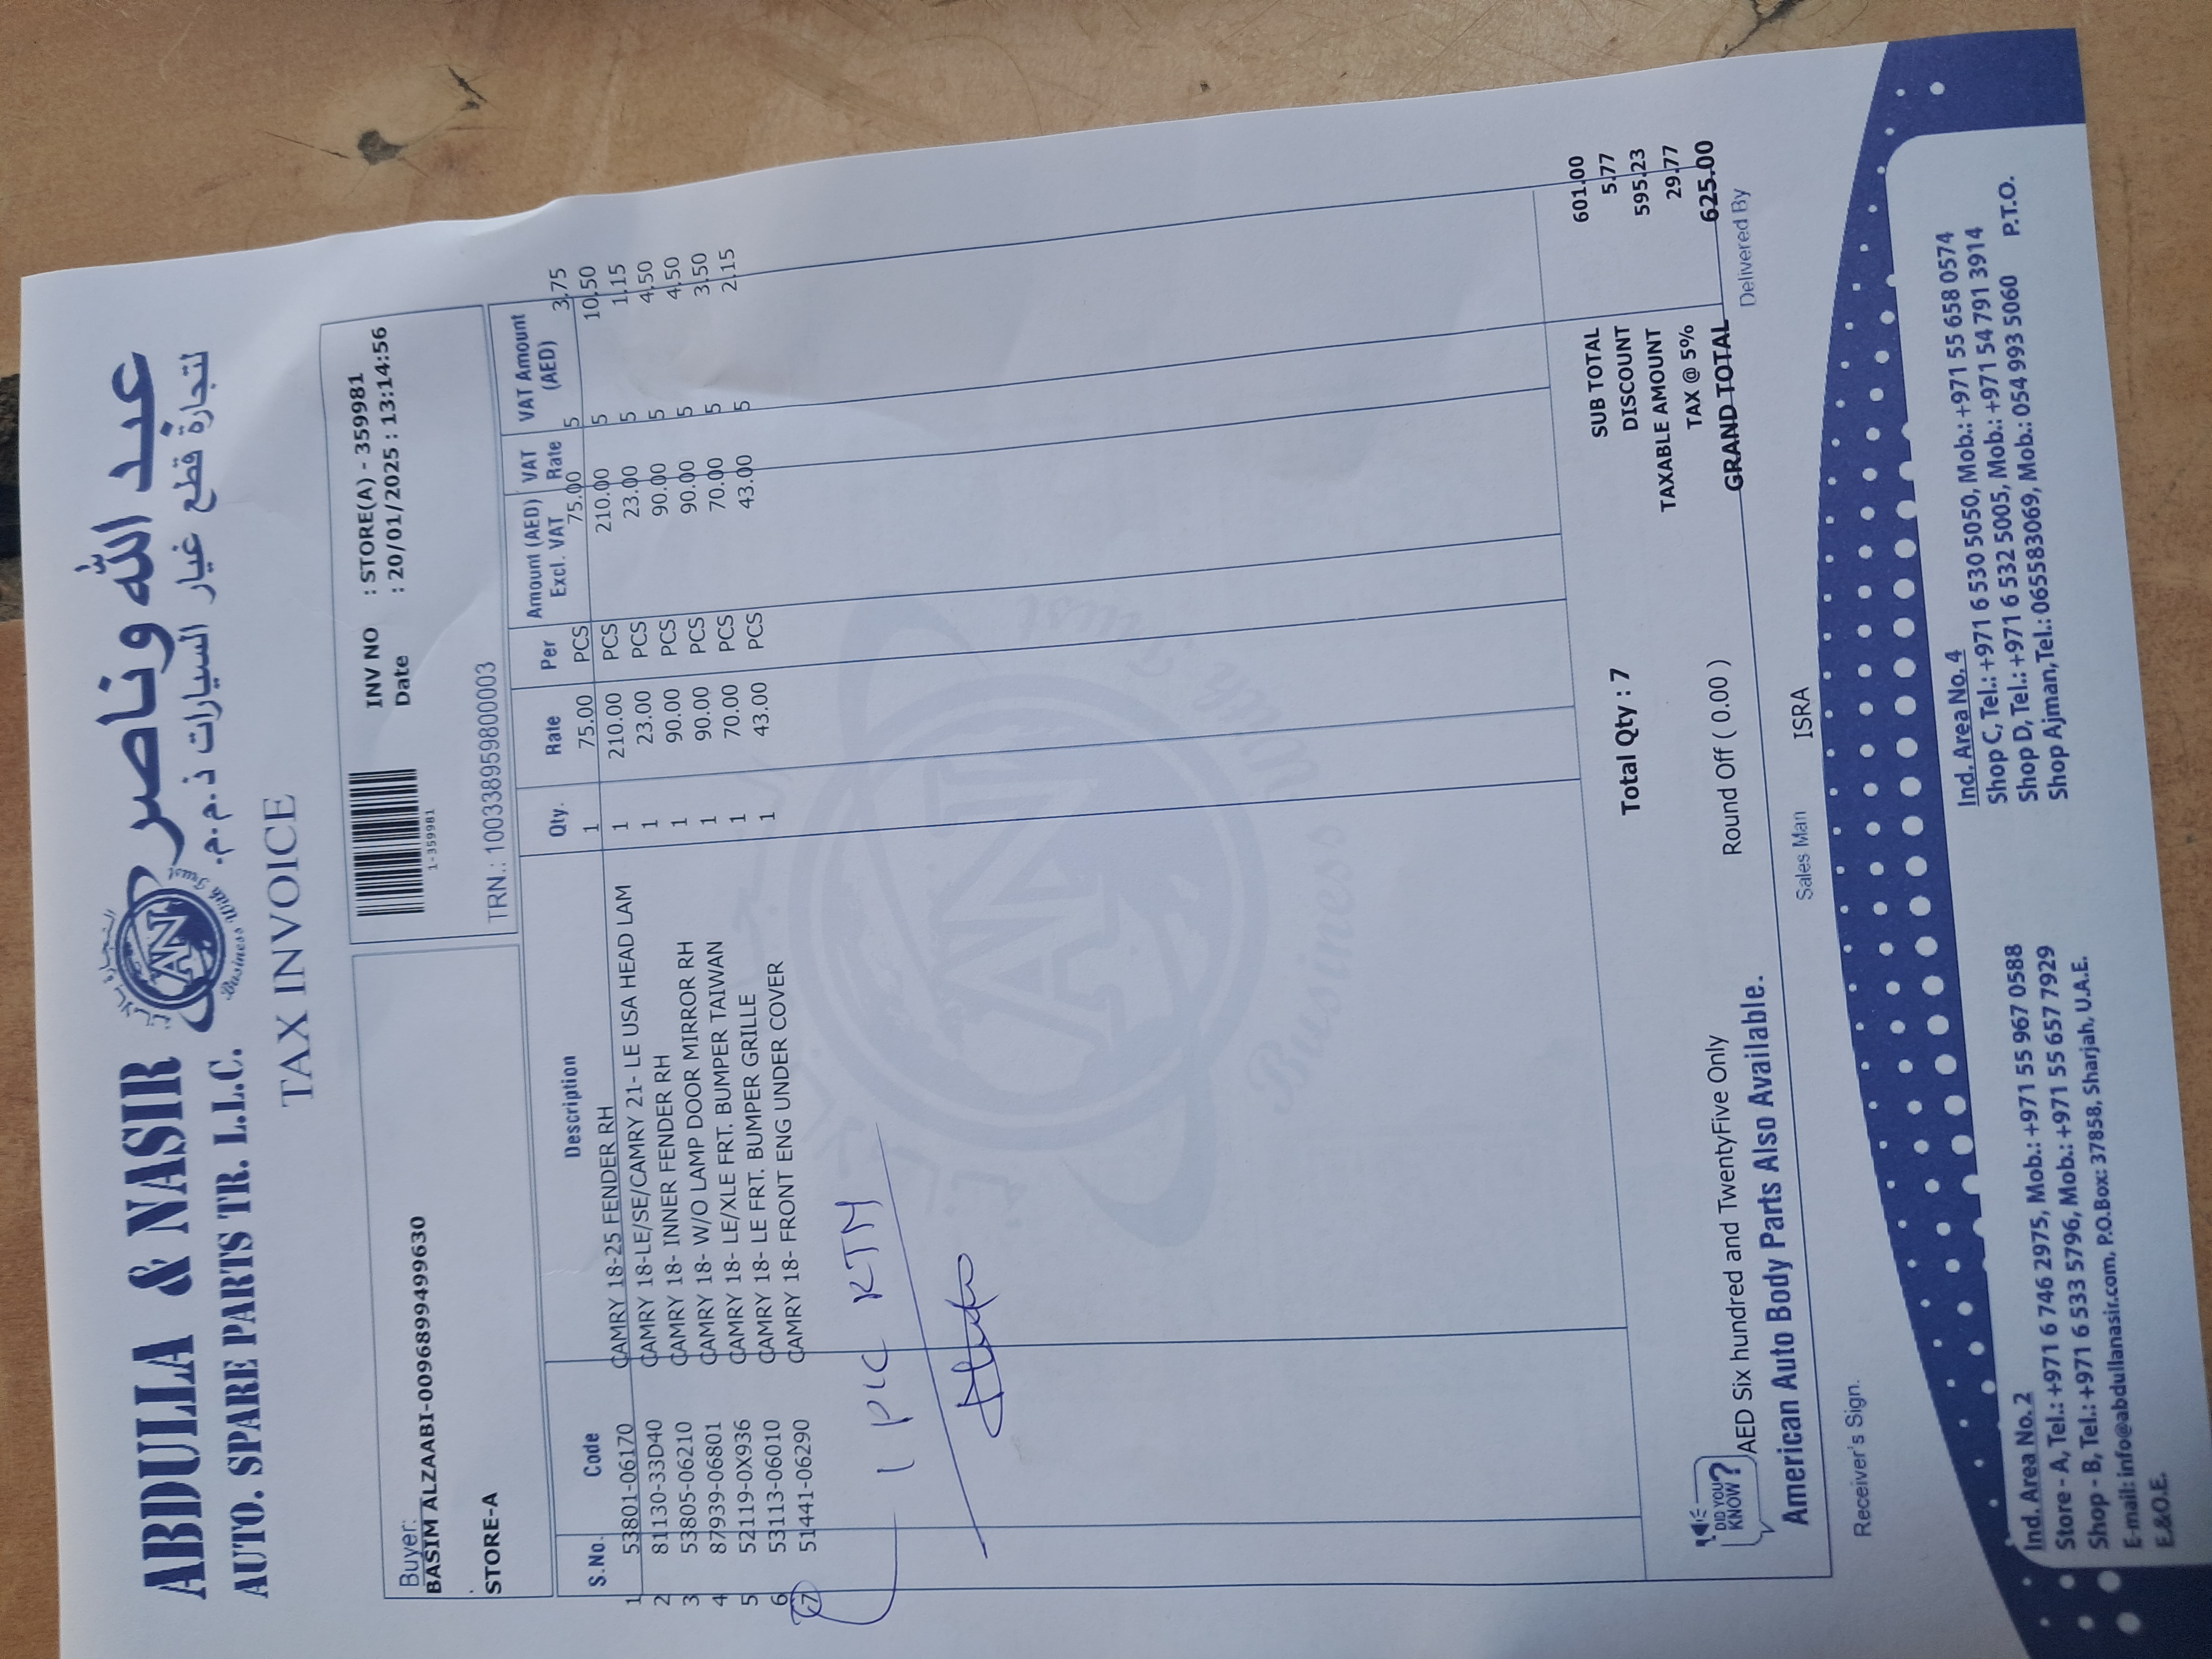 ABDULLA & NASIR
AUTO. SPARE PARTS TR. L.L.C.
عبد الله وناصر
لتجارة قطع غيار السيارات ذ.م.م.
AN
Business With Trust
TAX INVOICE
Buyer:
BASIM ALZAABI-0096899499630
STORE-A
1-359981
INV NO : STORE(A) - 359981
Date : 20/01/2025 : 13:14:56
TRN.: 100338959800003
S.No. Code Description Qty. Rate Per Amount (AED) Excl. VAT VAT Rate VAT Amount (AED)
1 53801-06170 CAMRY 18-25 FENDER RH 1 75.00 PCS 75.00 5 3.75
2 81130-33D40 CAMRY 18-LE/SE/CAMRY 21- LE USA HEAD LAM 1 210.00 PCS 210.00 5 10.50
3 53805-06210 CAMRY 18- INNER FENDER RH 1 23.00 PCS 23.00 5 1.15
4 87939-06801 CAMRY 18- W/O LAMP DOOR MIRROR RH 1 90.00 PCS 90.00 5 4.50
5 52119-0X936 CAMRY 18- LE/XLE FRT. BUMPER TAIWAN 1 90.00 PCS 90.00 5 4.50
6 53113-06010 CAMRY 18- LE FRT. BUMPER GRILLE 1 70.00 PCS 70.00 5 3.50
7 51441-06290 CAMRY 18- FRONT ENG UNDER COVER 1 43.00 PCS 43.00 5 2.15
1 PIC RTM
AN
Business With Trust
Total Qty : 7
SUB TOTAL 601.00
DISCOUNT 5.77
TAXABLE AMOUNT 595.23
TAX @ 5% 29.77
GRAND TOTAL 625.00
DID YOU KNOW?
AED Six hundred and TwentyFive Only
Round Off ( 0.00 )
American Auto Body Parts Also Available.
Receiver's Sign.
Sales Man ISRA
Delivered By
Ind. Area No. 2
Store - A, Tel.: +971 6 746 2975, Mob.: +971 55 967 0588
Shop - B, Tel.: +971 6 533 5796, Mob.: +971 55 657 7929
E-mail: info@abdullanasir.com, P.O.Box: 37858, Sharjah, U.A.E.
E.&O.E.
Ind. Area No. 4
Shop C, Tel.: +971 6 530 5050, Mob.: +971 55 658 0574
Shop D, Tel.: +971 6 532 5005, Mob.: +971 54 791 3914
Shop Ajman,Tel.: 065583069, Mob.: 054 993 5060
P.T.O.